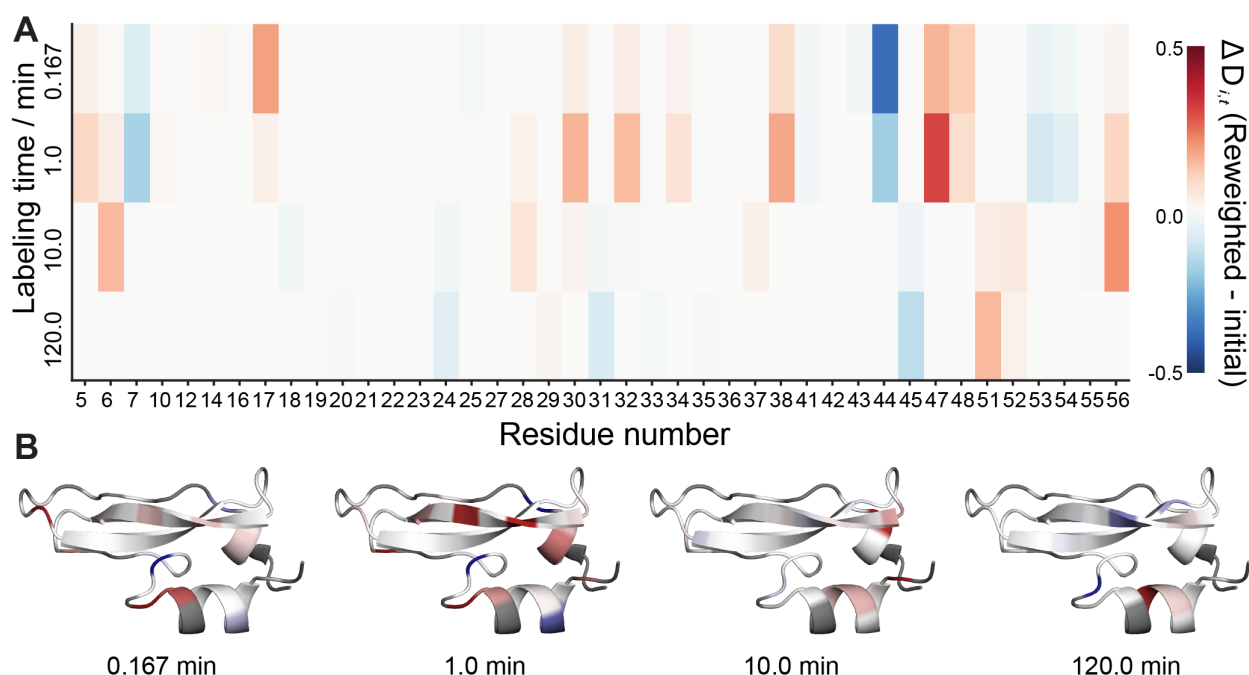 A
Labeling time / min
0.167
1.0
10.0
120.0
5 6 7 10 12 14 16 17 18 19 20 21 22 23 24 25 27 28 29 30 31 32 33 34 35 36 37 38 41 42 44 45 47 48 51 52 53 54 55 56
Residue number
0.5
0.0
-0.5
Δ D i,t (Reweighted - initial)
B
0.167 min
1.0 min
10.0 min
120.0 min